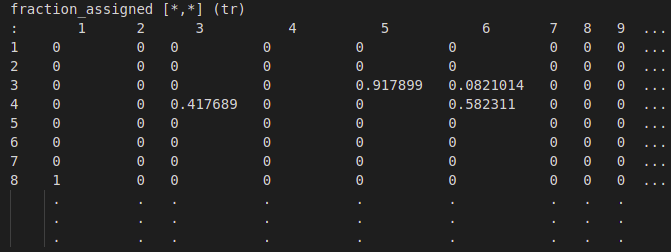 fraction_assigned [*,*] (tr)
: 1 2 3 4 5 6 7 8 9 ...
1 0 0 0 0 0 0 0 0 0 ...
2 0 0 0 0 0 0 0 0 0 ...
3 0 0 0 0 0.917899 0.0821014 0 0 0 ...
4 0 0 0.417689 0 0 0.582311 0 0 0 ...
5 0 0 0 0 0 0 0 0 0 ...
6 0 0 0 0 0 0 0 0 0 ...
7 0 0 0 0 0 0 0 0 0 ...
8 1 0 0 0 0 0 0 0 0 ...
. . . . . . . . .
. . . . . . . . .
. . . . . . . . .